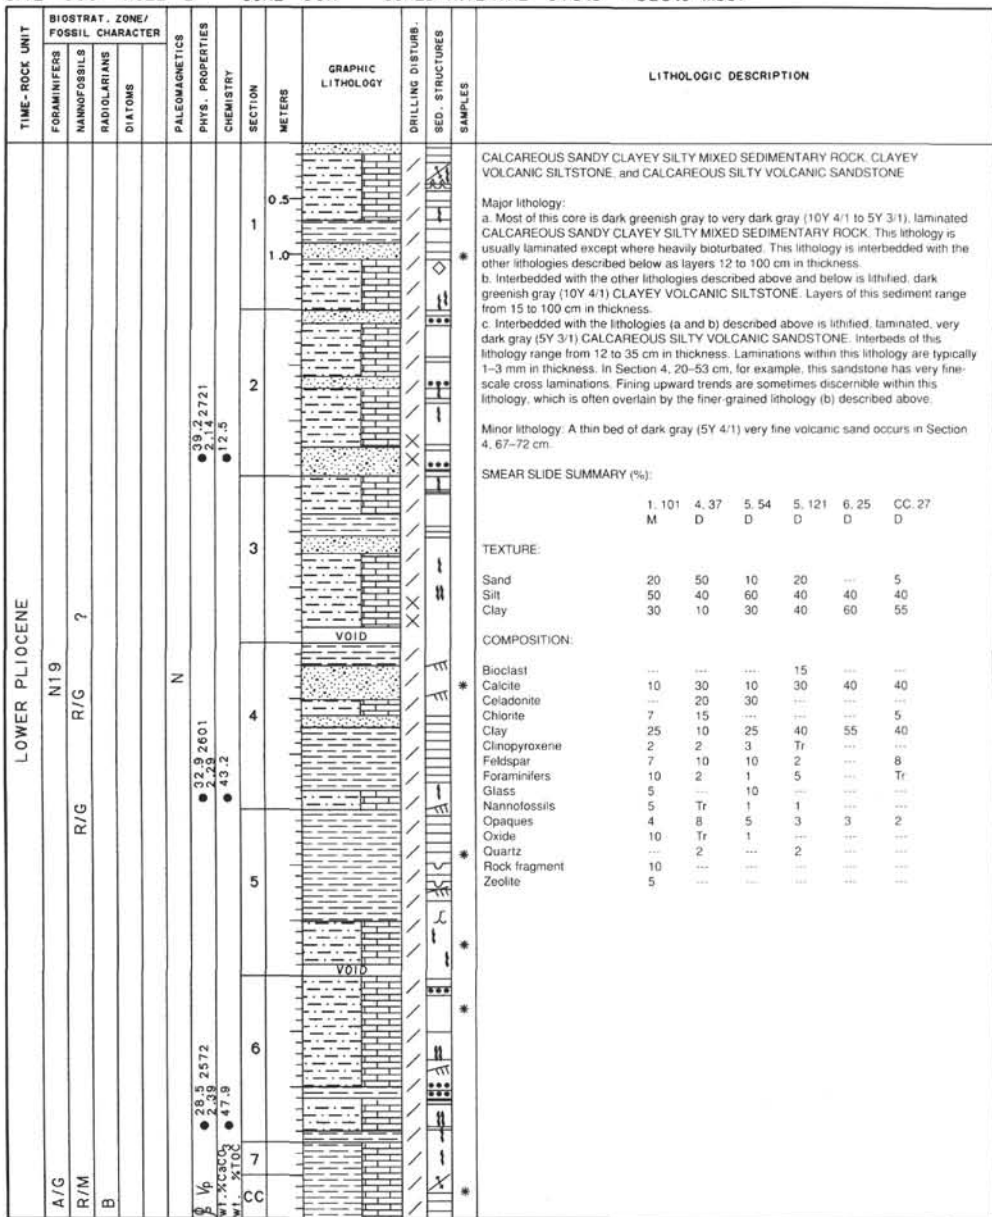 TIME-ROCK UNIT
BIOSTRAT. ZONE/
FOSSIL CHARACTER
FORAMINIFERS
NANNOFOSSILS
RADIOLARIANS
DIATOMS
PALEOMAGNETICS
PHYS. PROPERTIES
CHEMISTRY
SECTION
METERS
GRAPHIC
LITHOLOGY
DRILLING DISTURB.
SED. STRUCTURES
SAMPLES
LITHOLOGIC DESCRIPTION
LOWER PLIOCENE
A/G N19
R/M R/G R/G ?
B
N
● 39.2 2721
2.14
● 12.5
● 32.9 2601
2.29
● 43.2
● 28.5 2572
2.39
● 47.9
φ Vp
ρ
wt.%CaCO3
wt. %TOC
1
0.5
1.0
*
2
3
VOID
4
*
5
*
*
VOID
6
*
7
CC
*
CALCAREOUS SANDY CLAYEY SILTY MIXED SEDIMENTARY ROCK, CLAYEY
VOLCANIC SILTSTONE, and CALCAREOUS SILTY VOLCANIC SANDSTONE
Major lithology:
a. Most of this core is dark greenish gray to very dark gray (10Y 4/1 to 5Y 3/1), laminated
CALCAREOUS SANDY CLAYEY SILTY MIXED SEDIMENTARY ROCK. This lithology is
usually laminated except where heavily bioturbated. This lithology is interbedded with the
other lithologies described below as layers 12 to 100 cm in thickness.
b. Interbedded with the other lithologies described above and below is lithified, dark
greenish gray (10Y 4/1) CLAYEY VOLCANIC SILTSTONE. Layers of this sediment range
from 15 to 100 cm in thickness.
c. Interbedded with the lithologies (a and b) described above is lithified, laminated, very
dark gray (5Y 3/1) CALCAREOUS SILTY VOLCANIC SANDSTONE. Interbeds of this
lithology range from 12 to 35 cm in thickness. Laminations within this lithology are typically
1–3 mm in thickness. In Section 4, 20–53 cm, for example, this sandstone has very fine-
scale cross laminations. Fining upward trends are sometimes discernible within this
lithology, which is often overlain by the finer-grained lithology (b) described above.
Minor lithology: A thin bed of dark gray (5Y 4/1) very fine volcanic sand occurs in Section
4, 67–72 cm.
SMEAR SLIDE SUMMARY (%):
1, 101 4, 37 5, 54 5, 121 6, 25 CC, 27
M D D D D D
TEXTURE:
Sand 20 50 10 20 --- 5
Silt 50 40 60 40 40 40
Clay 30 10 30 40 60 55
COMPOSITION:
Bioclast --- --- --- 15 --- ---
Calcite 10 30 10 30 40 40
Celadonite --- 20 30 --- --- ---
Chlorite 7 15 --- --- --- 5
Clay 25 10 25 40 55 40
Clinopyroxene 2 2 3 Tr --- ---
Feldspar 7 10 10 2 --- 8
Foraminifers 10 2 1 5 --- Tr
Glass 5 --- 10 --- --- ---
Nannofossils 5 Tr 1 1 --- ---
Opaques 4 8 5 3 3 2
Oxide 10 Tr 1 --- --- ---
Quartz --- 2 --- 2 --- ---
Rock fragment 10 --- --- --- --- ---
Zeolite 5 --- --- --- --- ---